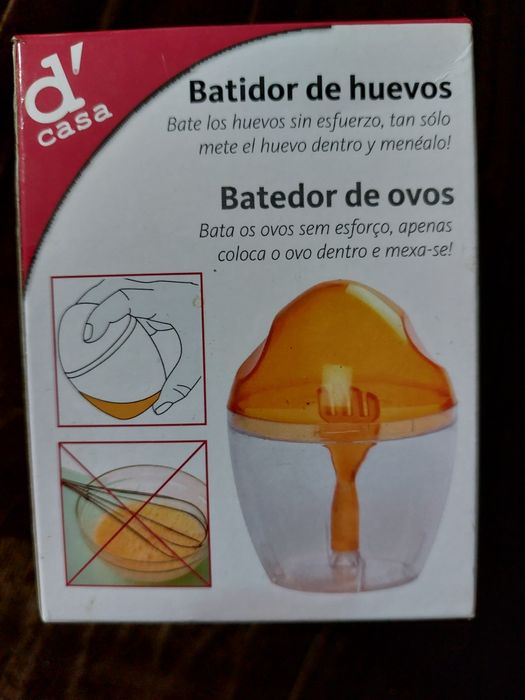 d'
casa
Batidor de huevos
Bate los huevos sin esfuerzo, tan sólo
mete el huevo dentro y menéalo!
Batedor de ovos
Bata os ovos sem esforço, apenas
coloca o ovo dentro e mexa-se!